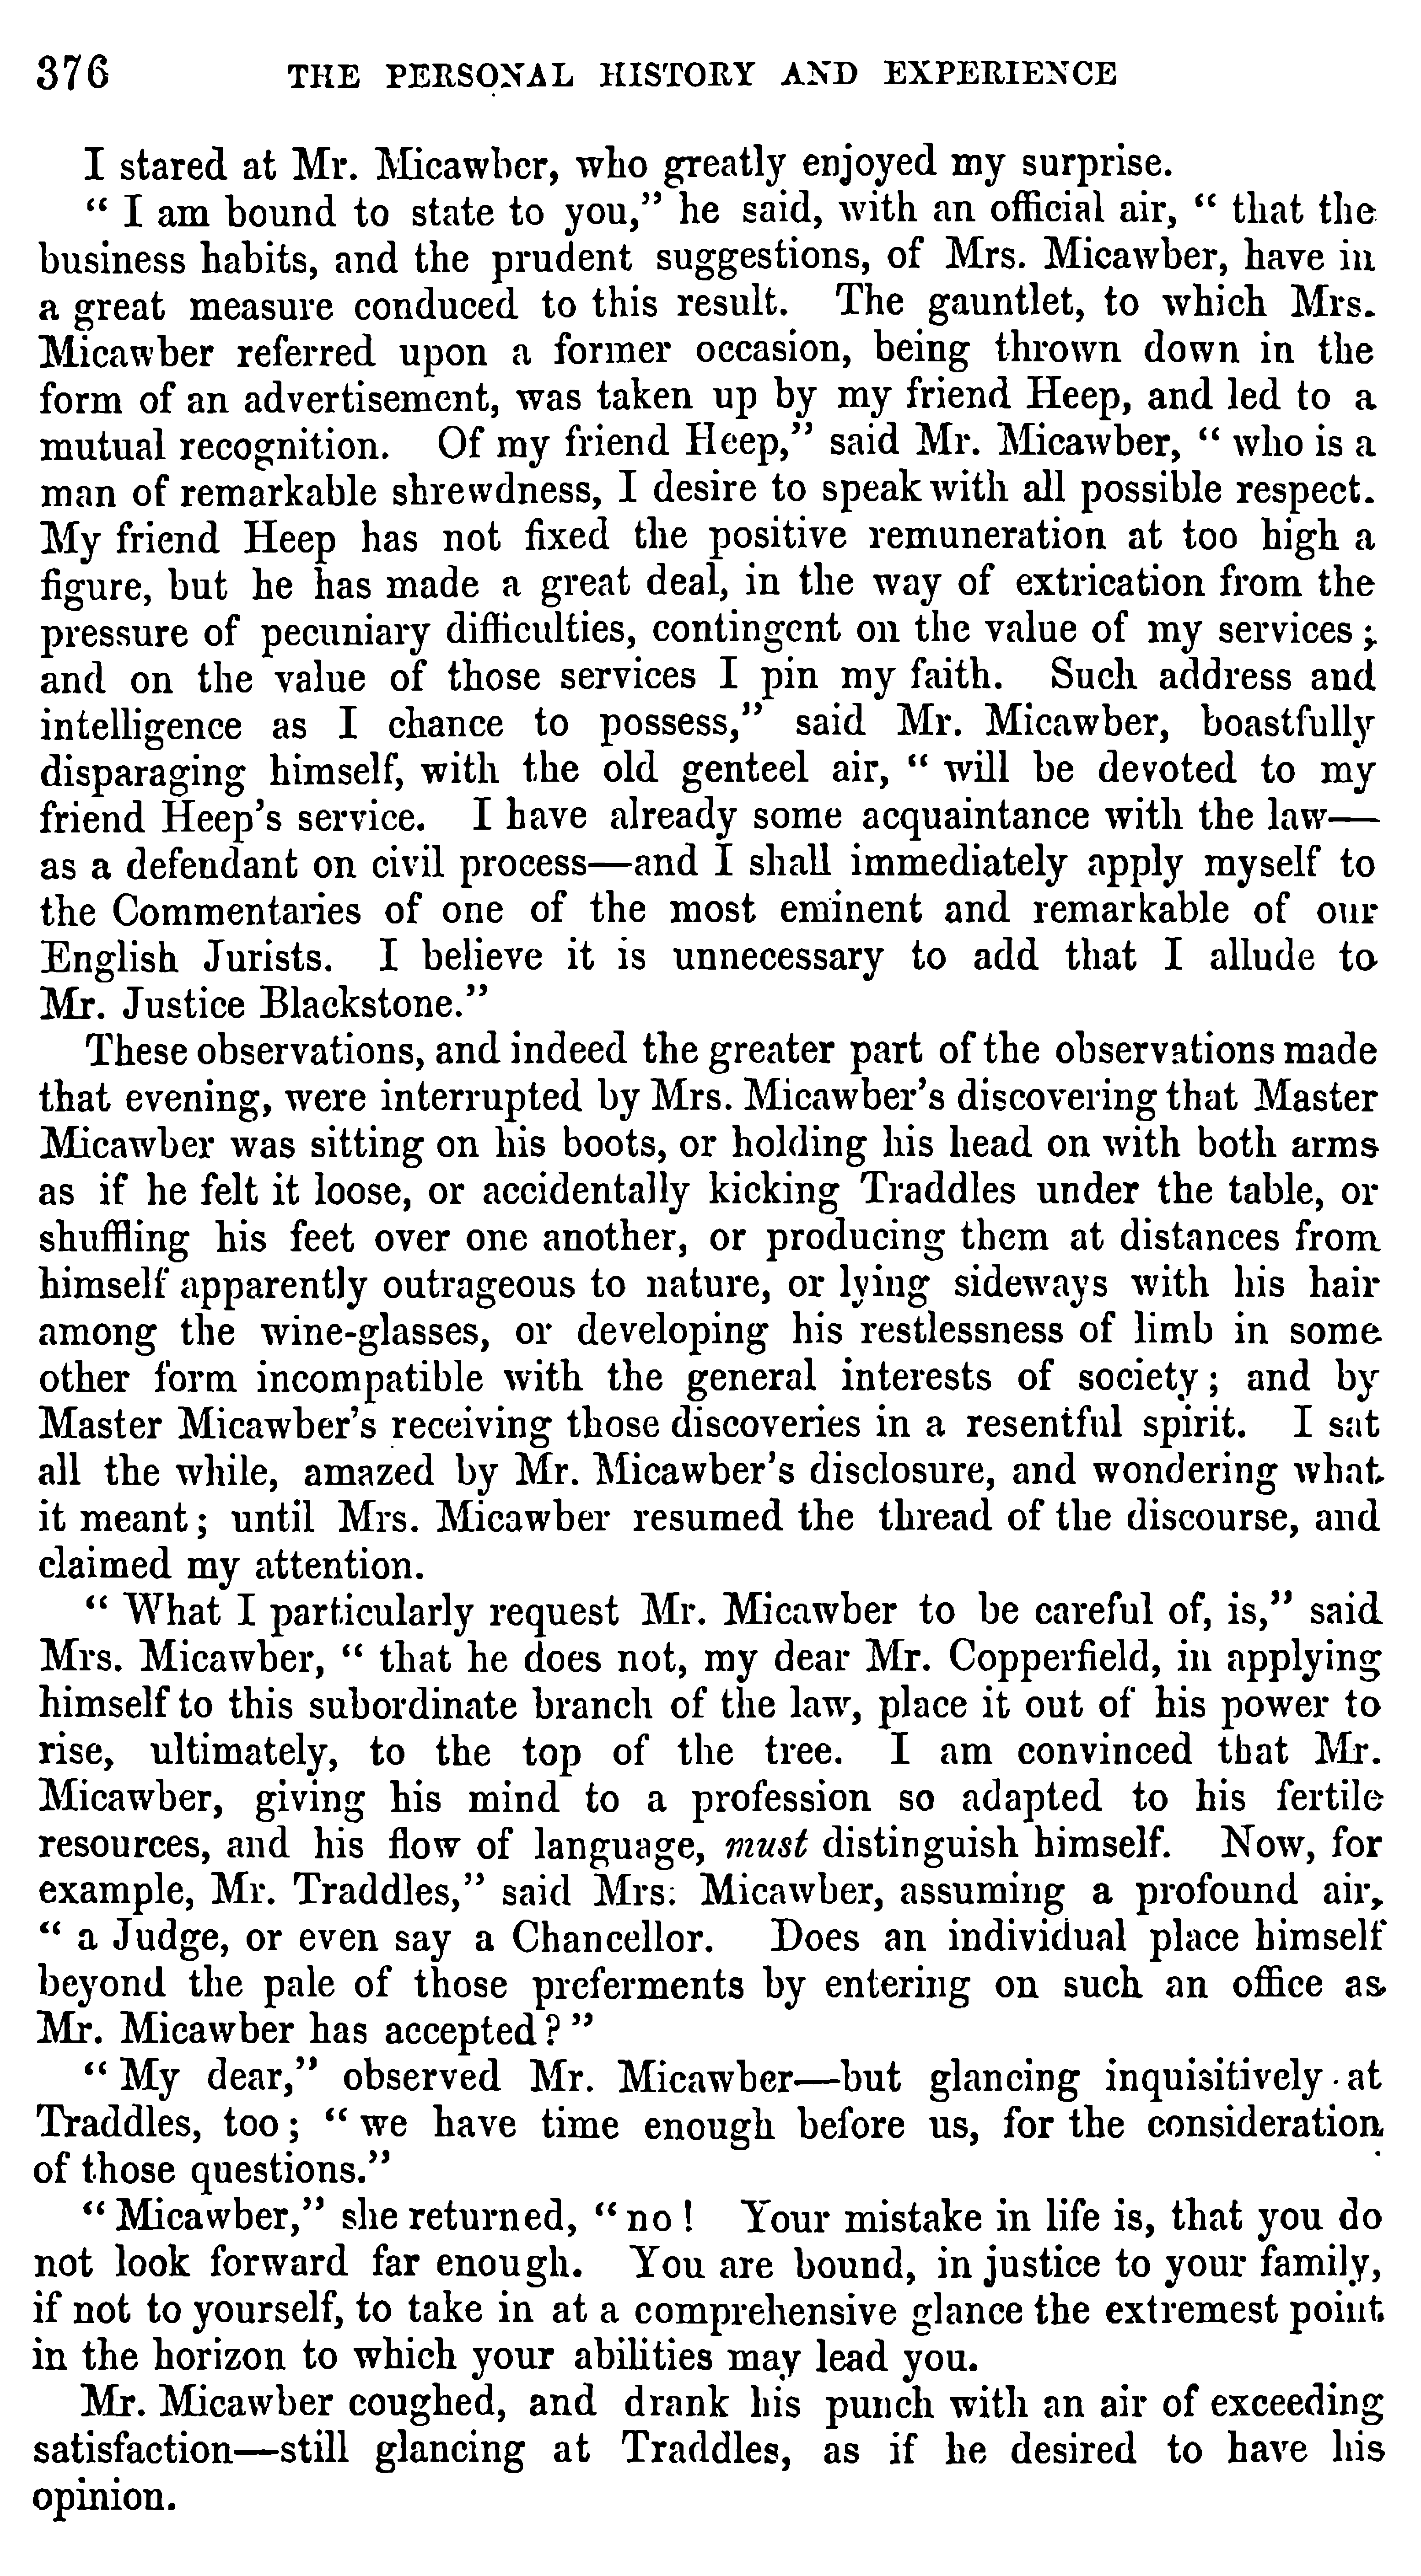 376 THE PERSONAL HISTORY AND EXPERIENCE
I stared at Mr. Micawber, who greatly enjoyed my surprise.
“ I am bound to state to you,” he said, with an official air, “ that the
business habits, and the prudent suggestions, of Mrs. Micawber, have in
a great measure conduced to this result. The gauntlet, to which Mrs.
Micawber referred upon a former occasion, being thrown down in the
form of an advertisement, was taken up by my friend Heep, and led to a
mutual recognition. Of my friend Heep,” said Mr. Micawber, “ who is a
man of remarkable shrewdness, I desire to speak with all possible respect.
My friend Heep has not fixed the positive remuneration at too high a
figure, but he has made a great deal, in the way of extrication from the
pressure of pecuniary difficulties, contingent on the value of my services ;
and on the value of those services I pin my faith. Such address and
intelligence as I chance to possess,” said Mr. Micawber, boastfully
disparaging himself, with the old genteel air, “ will be devoted to my
friend Heep’s service. I have already some acquaintance with the law—
as a defendant on civil process—and I shall immediately apply myself to
the Commentaries of one of the most eminent and remarkable of our
English Jurists. I believe it is unnecessary to add that I allude to
Mr. Justice Blackstone.”
These observations, and indeed the greater part of the observations made
that evening, were interrupted by Mrs. Micawber’s discovering that Master
Micawber was sitting on his boots, or holding his head on with both arms
as if he felt it loose, or accidentally kicking Traddles under the table, or
shuffling his feet over one another, or producing them at distances from
himself apparently outrageous to nature, or lying sideways with his hair
among the wine-glasses, or developing his restlessness of limb in some
other form incompatible with the general interests of society ; and by
Master Micawber’s receiving those discoveries in a resentful spirit. I sat
all the while, amazed by Mr. Micawber’s disclosure, and wondering what
it meant ; until Mrs. Micawber resumed the thread of the discourse, and
claimed my attention.
“ What I particularly request Mr. Micawber to be careful of, is,” said
Mrs. Micawber, “ that he does not, my dear Mr. Copperfield, in applying
himself to this subordinate branch of the law, place it out of his power to
rise, ultimately, to the top of the tree. I am convinced that Mr.
Micawber, giving his mind to a profession so adapted to his fertile
resources, and his flow of language, must distinguish himself. Now, for
example, Mr. Traddles,” said Mrs. Micawber, assuming a profound air,
“ a Judge, or even say a Chancellor. Does an individual place himself
beyond the pale of those preferments by entering on such an office as
Mr. Micawber has accepted ? ”
“ My dear,” observed Mr. Micawber—but glancing inquisitively at
Traddles, too ; “ we have time enough before us, for the consideration
of those questions.”
“ Micawber,” she returned, “ no ! Your mistake in life is, that you do
not look forward far enough. You are bound, in justice to your family,
if not to yourself, to take in at a comprehensive glance the extremest point
in the horizon to which your abilities may lead you.
Mr. Micawber coughed, and drank his punch with an air of exceeding
satisfaction—still glancing at Traddles, as if he desired to have his
opinion.